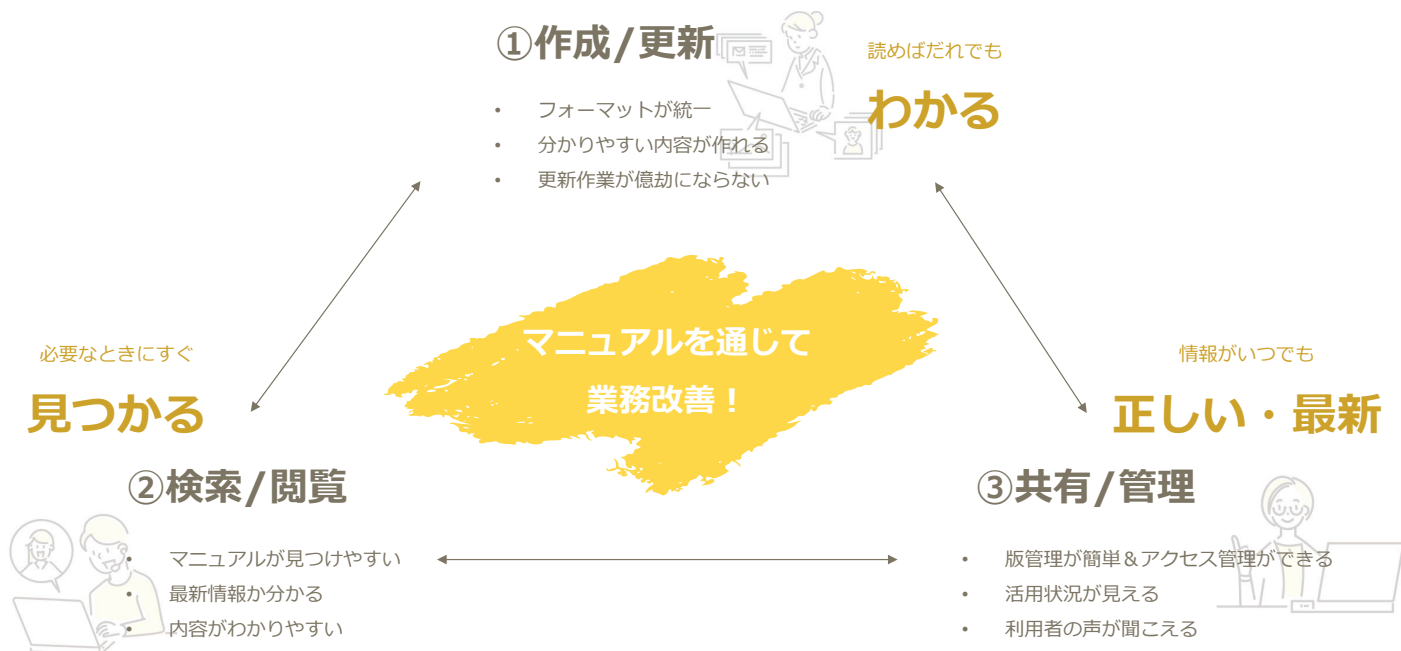 ①作成/更新
読めばだれでも
わかる
• フォーマットが統一
• 分かりやすい内容が作れる
• 更新作業が億劫にならない
マニュアルを通じて
業務改善！
必要なときにすぐ
見つかる
②検索/閲覧
• マニュアルが見つけやすい
• 最新情報か分かる
• 内容がわかりやすい
情報がいつでも
正しい・最新
③共有/管理
• 版管理が簡単＆アクセス管理ができる
• 活用状況が見える
• 利用者の声が聞こえる